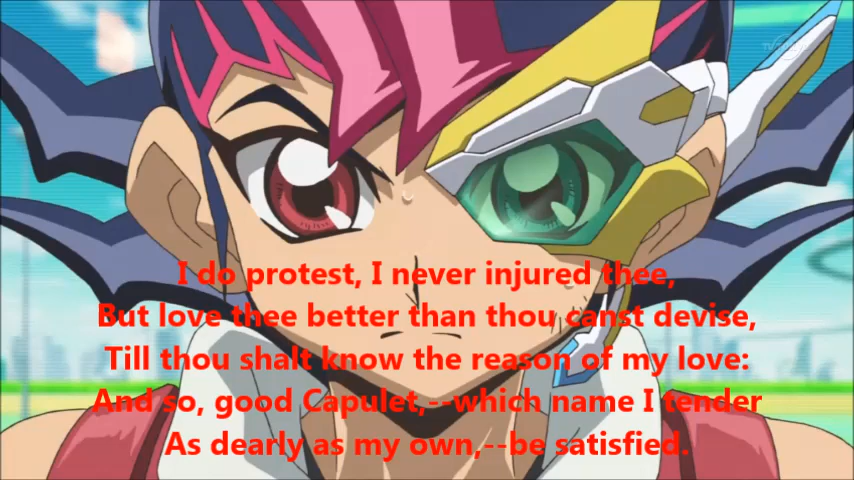 I do protest, I never injured thee,
But love thee better than thou canst devise,
Till thou shalt know the reason of my love:
And so, good Capulet,--which name I tender
As dearly as my own,--be satisfied.